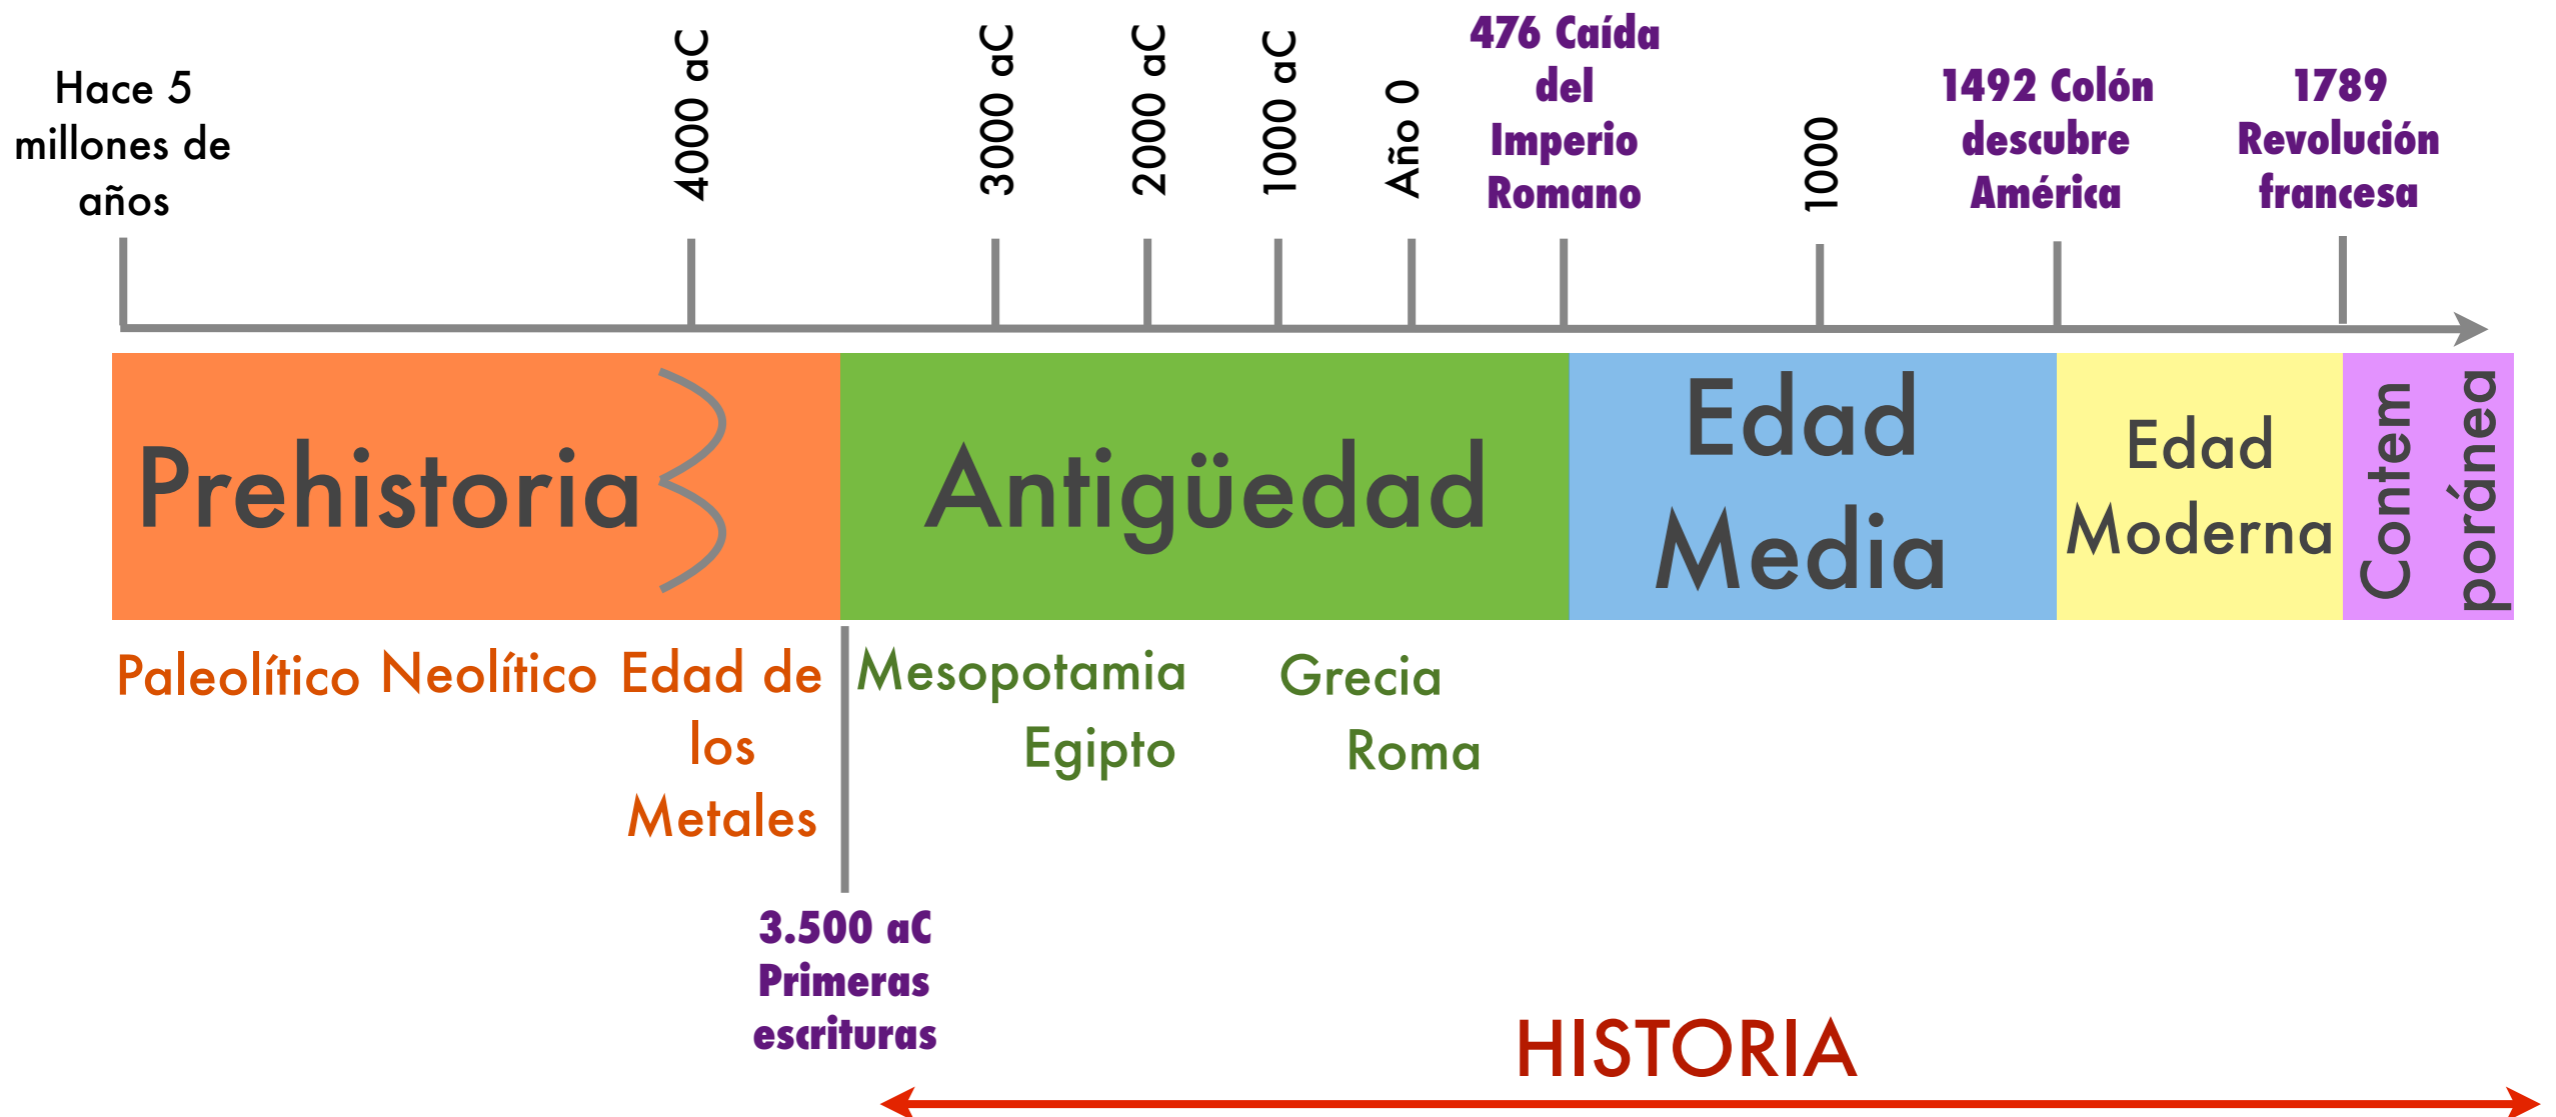 Hace 5
millones de
años
4000 aC
3000 aC
2000 aC
1000 aC
Año 0
476 Caída
del
Imperio
Romano
1000
1492 Colón
descubre
América
1789
Revolución
francesa
Prehistoria
Antigüedad
Edad
Media
Edad
Moderna
Contem
poránea
Paleolítico
Neolítico
Edad de
los
Metales
Mesopotamia
Egipto
Grecia
Roma
3.500 aC
Primeras
escrituras
HISTORIA